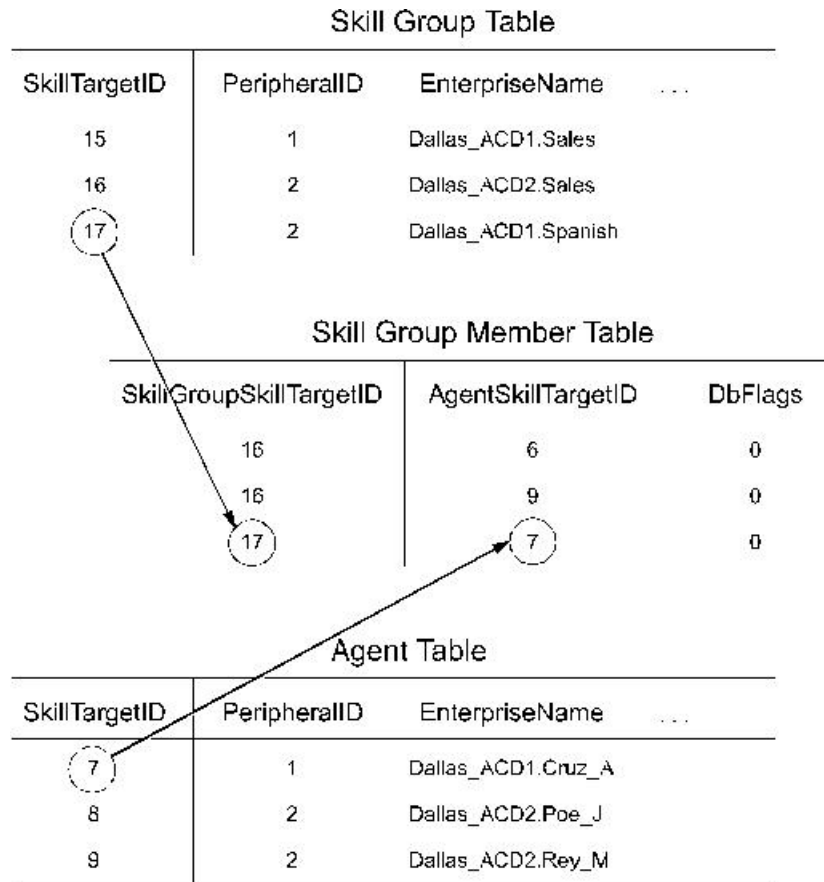 Skill Group Table
SkillTargetID PeripheralID EnterpriseName ...
15 1 Dallas_ACD1.Sales
16 2 Dallas_ACD2.Sales
17 2 Dallas_ACD1.Spanish
Skill Group Member Table
SkillGroupSkillTargetID AgentSkillTargetID DbFlags
16 6 0
16 9 0
17 7 0
Agent Table
SkillTargetID PeripheralID EnterpriseName ...
7 1 Dallas_ACD1.Cruz_A
8 2 Dallas_ACD2.Poe_J
9 2 Dallas_ACD2.Rey_M